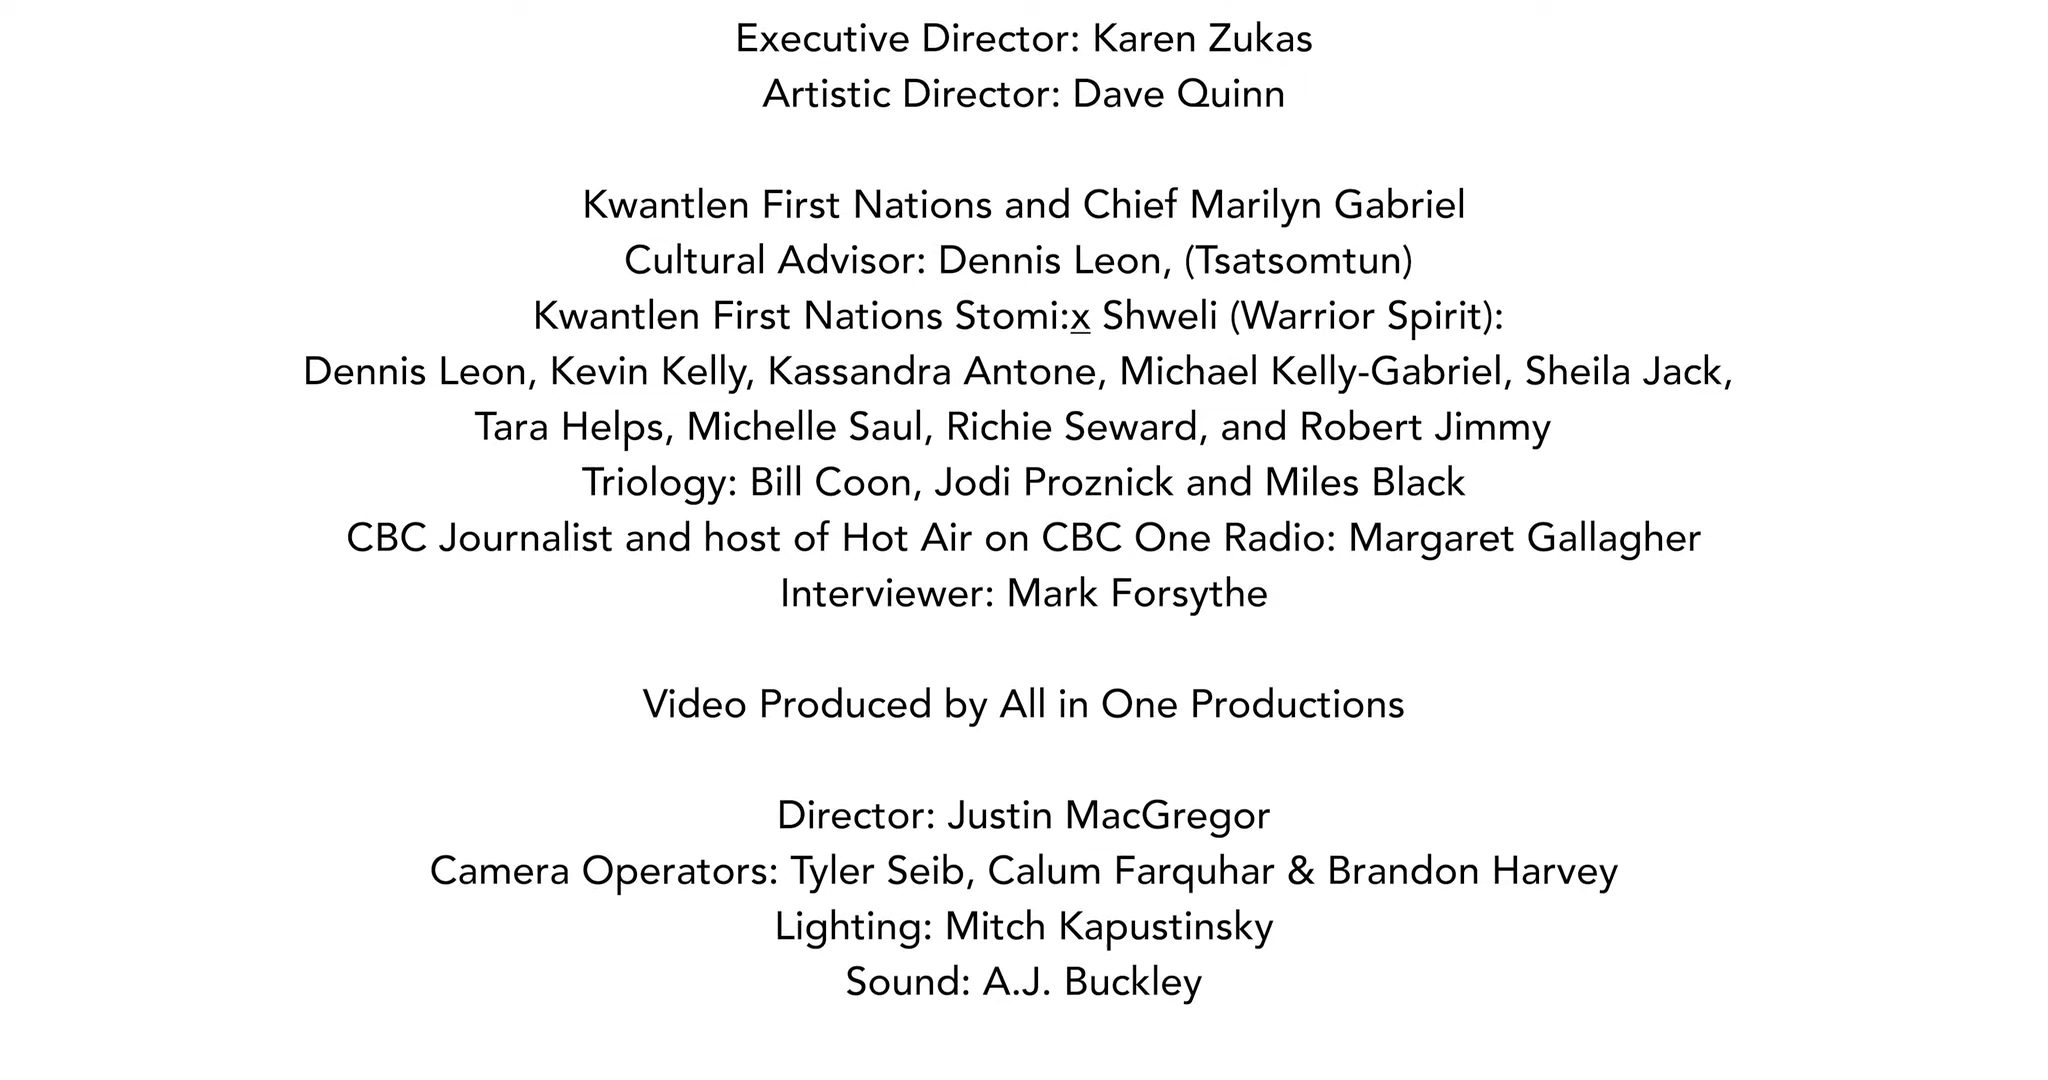 Executive Director: Karen Zukas
Artistic Director: Dave Quinn
Kwantlen First Nations and Chief Marilyn Gabriel
Cultural Advisor: Dennis Leon, (Tsatsomtun)
Kwantlen First Nations Stomi:x̲ Shweli (Warrior Spirit):
Dennis Leon, Kevin Kelly, Kassandra Antone, Michael Kelly-Gabriel, Sheila Jack,
Tara Helps, Michelle Saul, Richie Seward, and Robert Jimmy
Triology: Bill Coon, Jodi Proznick and Miles Black
CBC Journalist and host of Hot Air on CBC One Radio: Margaret Gallagher
Interviewer: Mark Forsythe
Video Produced by All in One Productions
Director: Justin MacGregor
Camera Operators: Tyler Seib, Calum Farquhar & Brandon Harvey
Lighting: Mitch Kapustinsky
Sound: A.J. Buckley